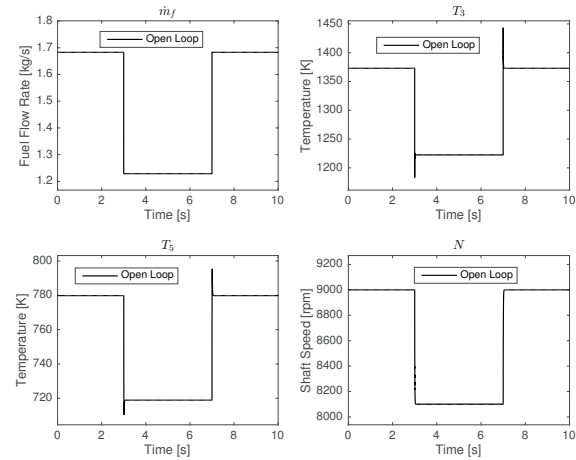 ṁ_f
Fuel Flow Rate [kg/s]
1.8
1.7
1.6
1.5
1.4
1.3
1.2
Open Loop
0 2 4 6 8 10
Time [s]
T_3
Temperature [K]
1450
1400
1350
1300
1250
1200
Open Loop
0 2 4 6 8 10
Time [s]
T_5
Temperature [K]
800
780
760
740
720
Open Loop
0 2 4 6 8 10
Time [s]
N
Shaft Speed [rpm]
9200
9000
8800
8600
8400
8200
8000
Open Loop
0 2 4 6 8 10
Time [s]